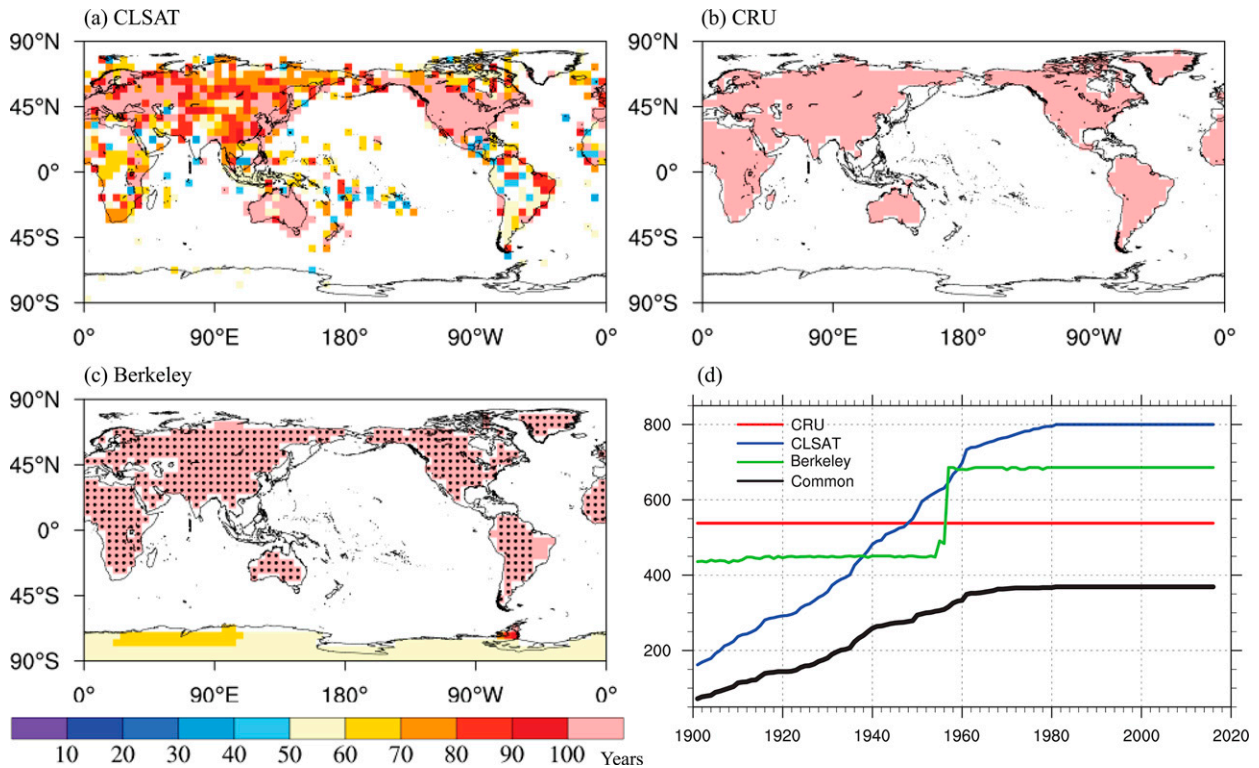 (a) CLSAT
(b) CRU
90°N 90°N
45°N 45°N
0° 0°
45°S 45°S
90°S 90°S
0° 90°E 180° 90°W 0° 0° 90°E 180° 90°W 0°
(c) Berkeley
(d)
90°N
45°N
0°
45°S
90°S
0° 90°E 180° 90°W 0°
10 20 30 40 50 60 70 80 90 100 Years
800
600
400
200
CRU
CLSAT
Berkeley
Common
1900 1920 1940 1960 1980 2000 2020